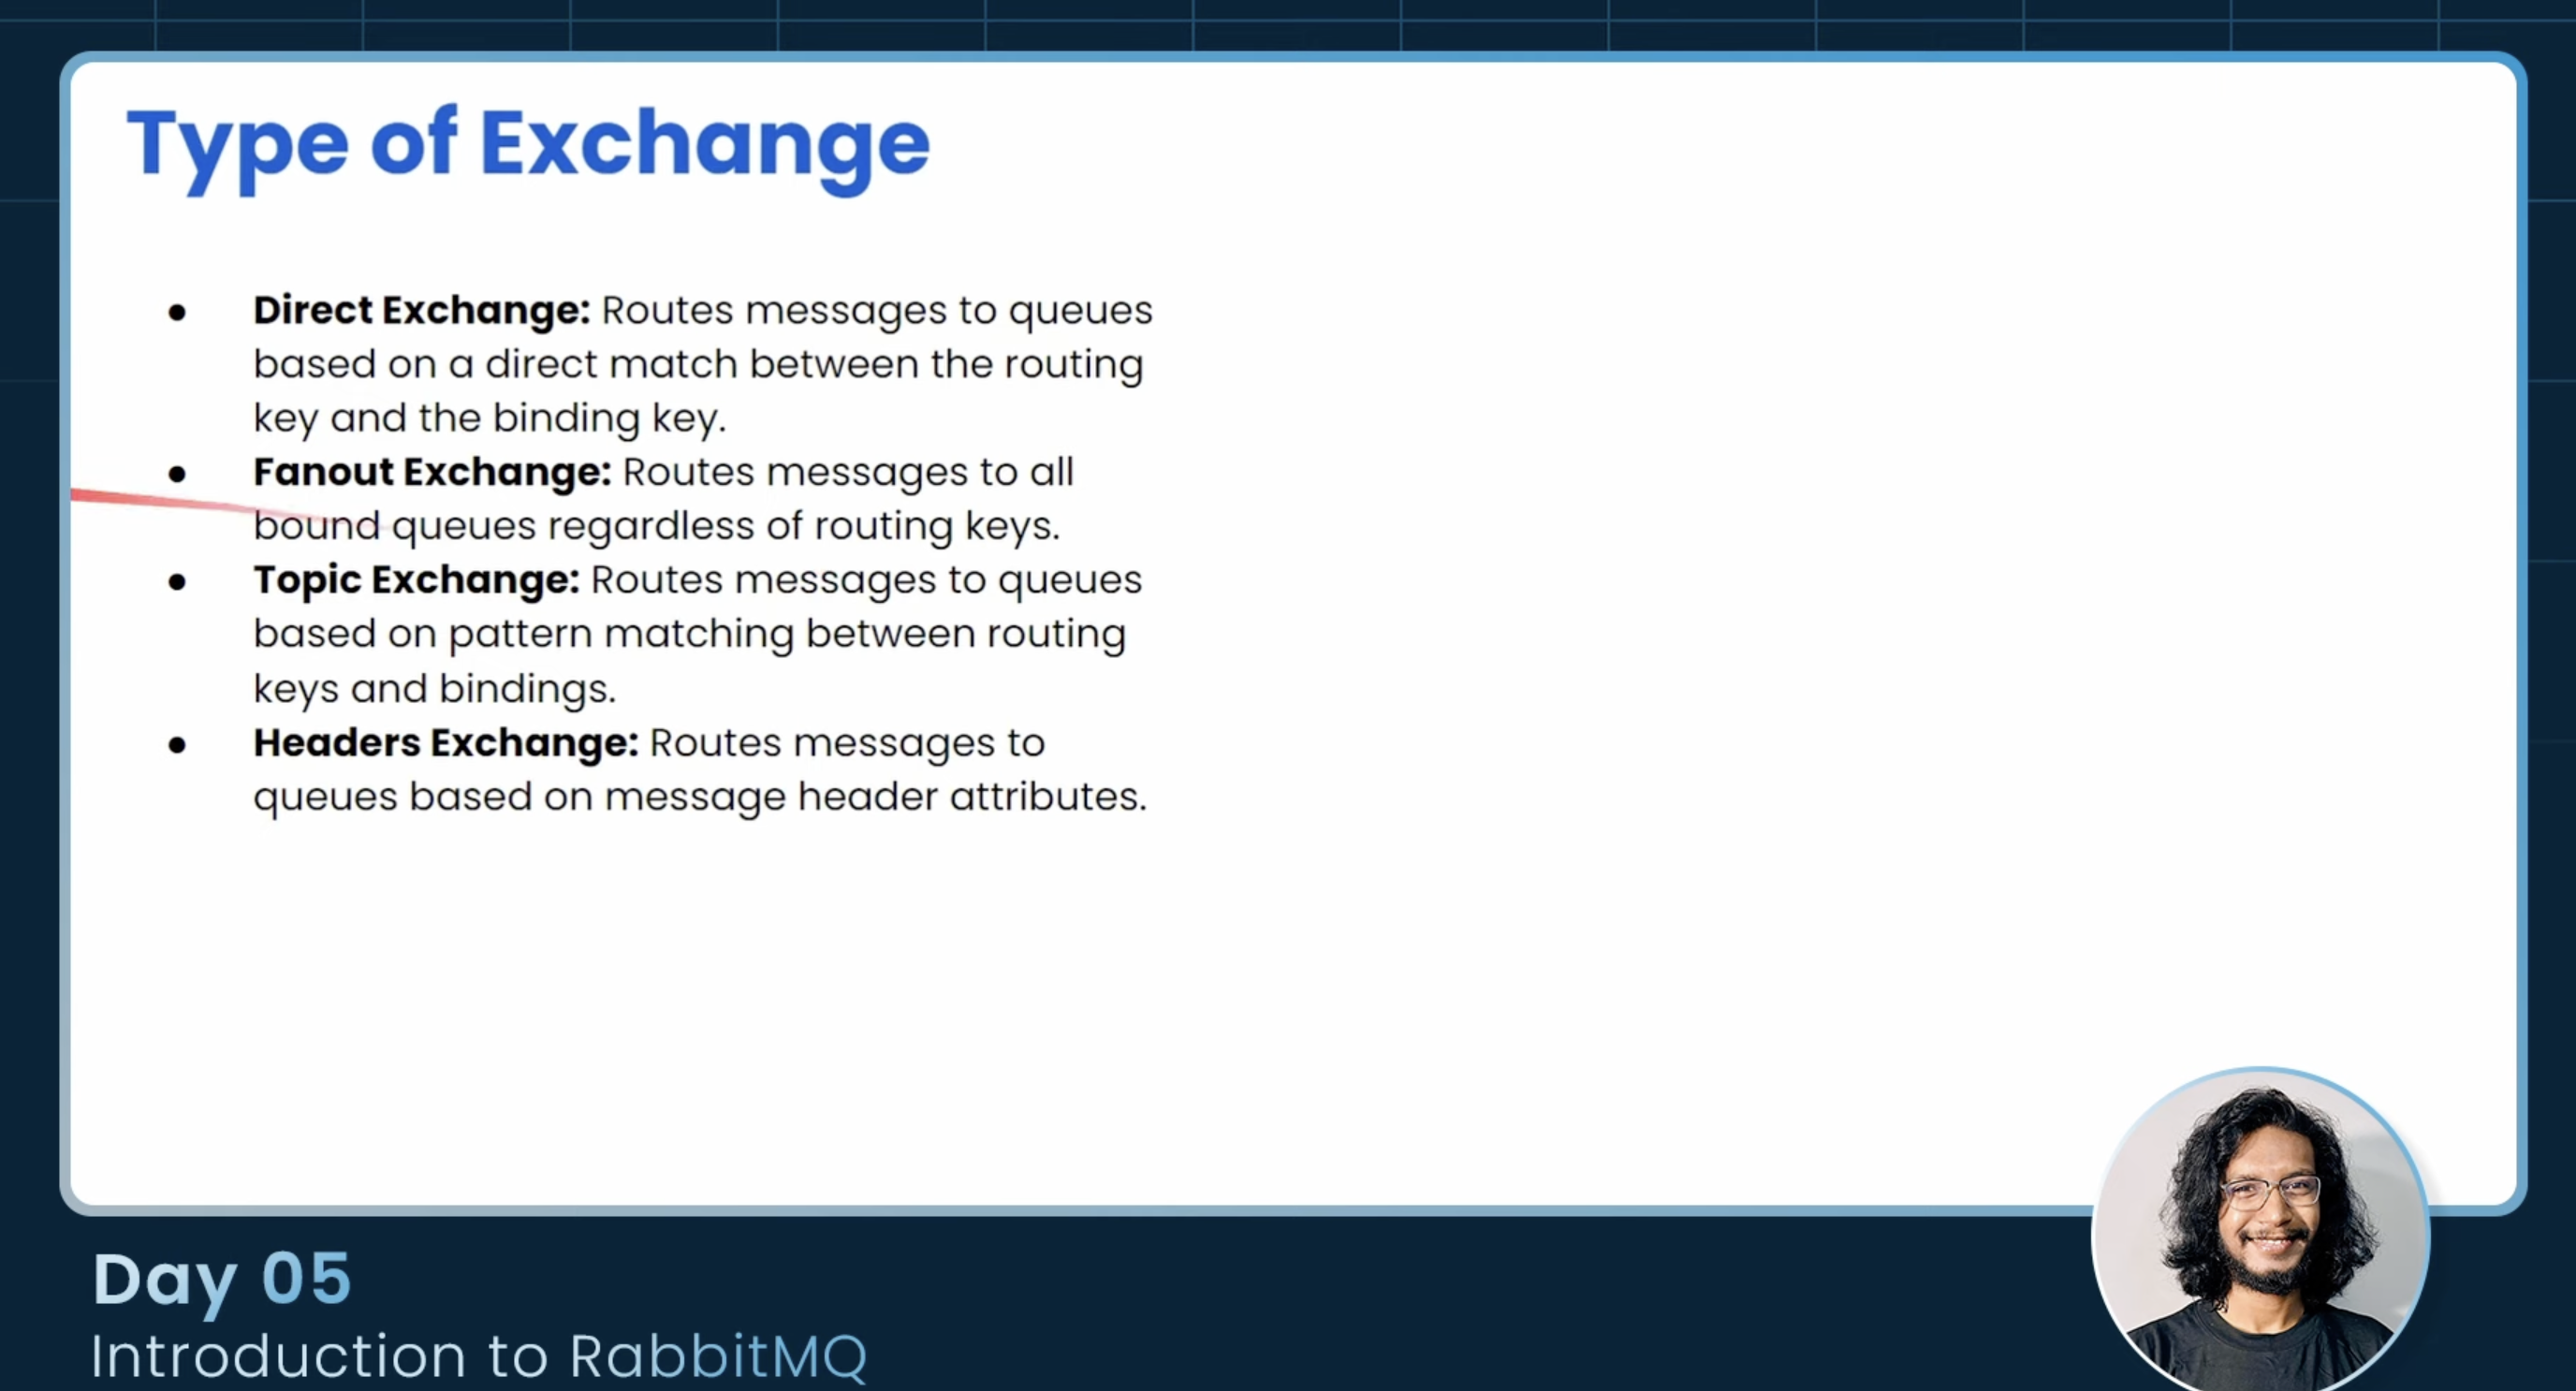 Type of Exchange
● Direct Exchange: Routes messages to queues
based on a direct match between the routing
key and the binding key.
● Fanout Exchange: Routes messages to all
bound queues regardless of routing keys.
● Topic Exchange: Routes messages to queues
based on pattern matching between routing
keys and bindings.
● Headers Exchange: Routes messages to
queues based on message header attributes.
Day 05
Introduction to RabbitMQ